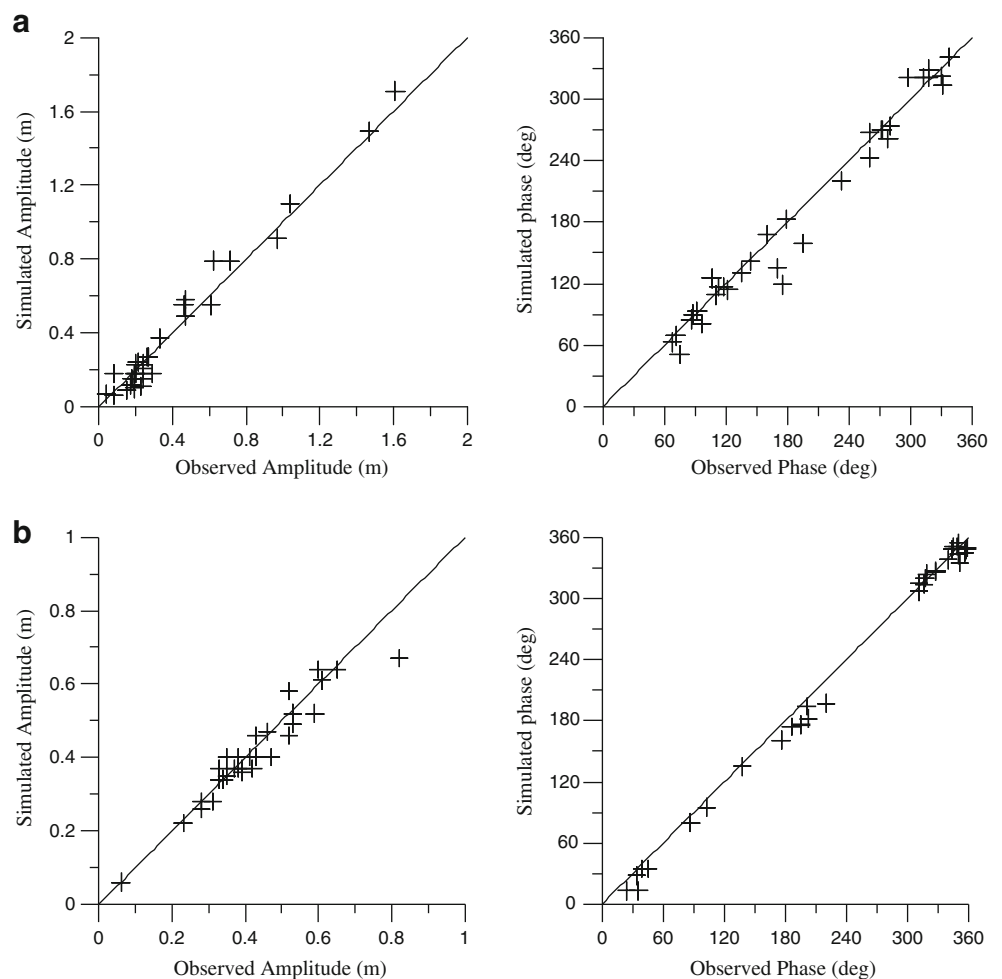 a
2
1.6
1.2
0.8
0.4
0
0 0.4 0.8 1.2 1.6 2
Simulated Amplitude (m)
Observed Amplitude (m)
360
300
240
180
120
60
0
0 60 120 180 240 300 360
Simulated phase (deg)
Observed Phase (deg)
b
1
0.8
0.6
0.4
0.2
0
0 0.2 0.4 0.6 0.8 1
Simulated Amplitude (m)
Observed Amplitude (m)
360
300
240
180
120
60
0
0 60 120 180 240 300 360
Simulated phase (deg)
Observed Phase (deg)